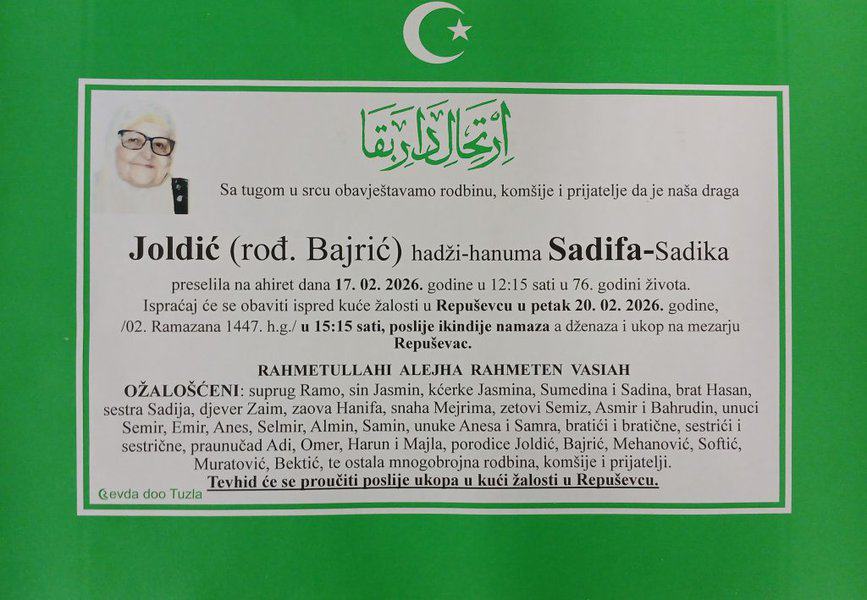 اِرْتِحَالِ دَارِ بَقَا
Sa tugom u srcu obavještavamo rodbinu, komšije i prijatelje da je naša draga
Joldić (rođ. Bajrić) hadži-hanuma Sadifa-Sadika
preselila na ahiret dana 17. 02. 2026. godine u 12:15 sati u 76. godini života.
Ispraćaj će se obaviti ispred kuće žalosti u Repuševcu u petak 20. 02. 2026. godine,
/02. Ramazana 1447. h.g./ u 15:15 sati, poslije ikindije namaza a dženaza i ukop na mezarju
Repuševac.
RAHMETULLAHI ALEJHA RAHMETEN VASIAH
OŽALOŠĆENI: suprug Ramo, sin Jasmin, kćerke Jasmina, Sumedina i Sadina, brat Hasan,
sestra Sadija, djever Zaim, zaova Hanifa, snaha Mejrima, zetovi Semiz, Asmir i Bahrudin, unuci
Semir, Emir, Anes, Selmir, Almin, Samin, unuke Anesa i Samra, bratići i bratične, sestrići i
sestrične, praunučad Adi, Omer, Harun i Majla, porodice Joldić, Bajrić, Mehanović, Softić,
Muratović, Bektić, te ostala mnogobrojna rodbina, komšije i prijatelji.
Tevhid će se proučiti poslije ukopa u kući žalosti u Repuševcu.
Revda doo Tuzla